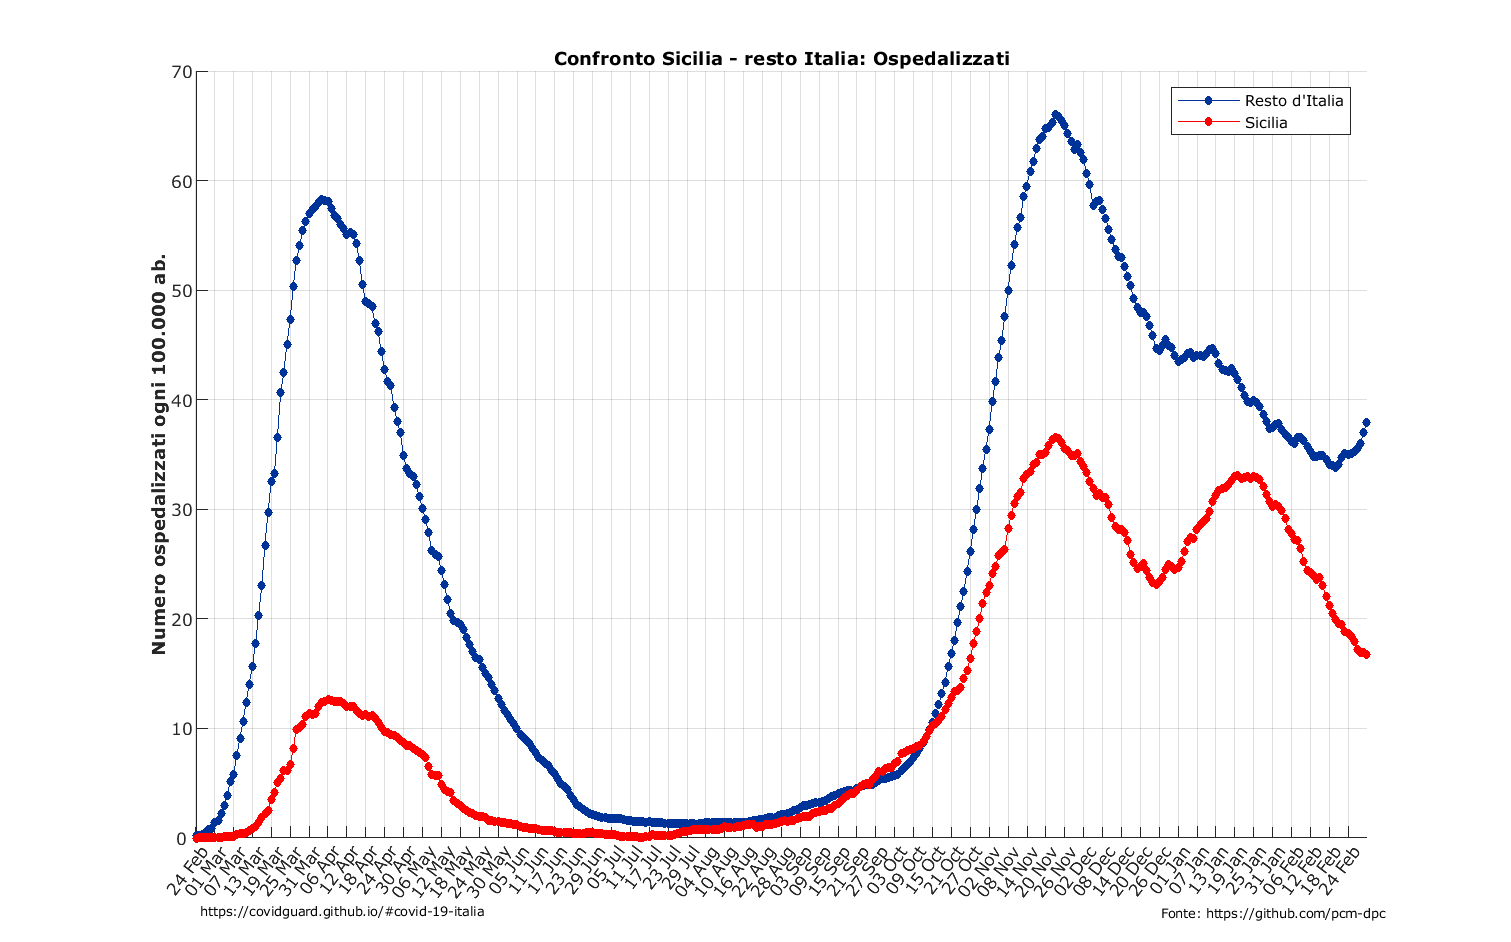 Confronto Sicilia - resto Italia: Ospedalizzati
Numero ospedalizzati ogni 100.000 ab.
70
60
50
40
30
20
10
0
Resto d'Italia
Sicilia
24 Feb
01 Mar
07 Mar
13 Mar
19 Mar
25 Mar
31 Mar
06 Apr
12 Apr
18 Apr
24 Apr
30 Apr
06 May
12 May
18 May
24 May
30 May
05 Jun
11 Jun
17 Jun
23 Jun
29 Jun
05 Jul
11 Jul
17 Jul
23 Jul
29 Jul
04 Aug
10 Aug
16 Aug
22 Aug
28 Aug
03 Sep
09 Sep
15 Sep
21 Sep
27 Sep
03 Oct
09 Oct
15 Oct
21 Oct
27 Oct
02 Nov
08 Nov
14 Nov
20 Nov
26 Nov
02 Dec
08 Dec
14 Dec
20 Dec
26 Dec
01 Jan
07 Jan
13 Jan
19 Jan
25 Jan
31 Jan
06 Feb
12 Feb
18 Feb
24 Feb
https://covidguard.github.io/#covid-19-italia
Fonte: https://github.com/pcm-dpc